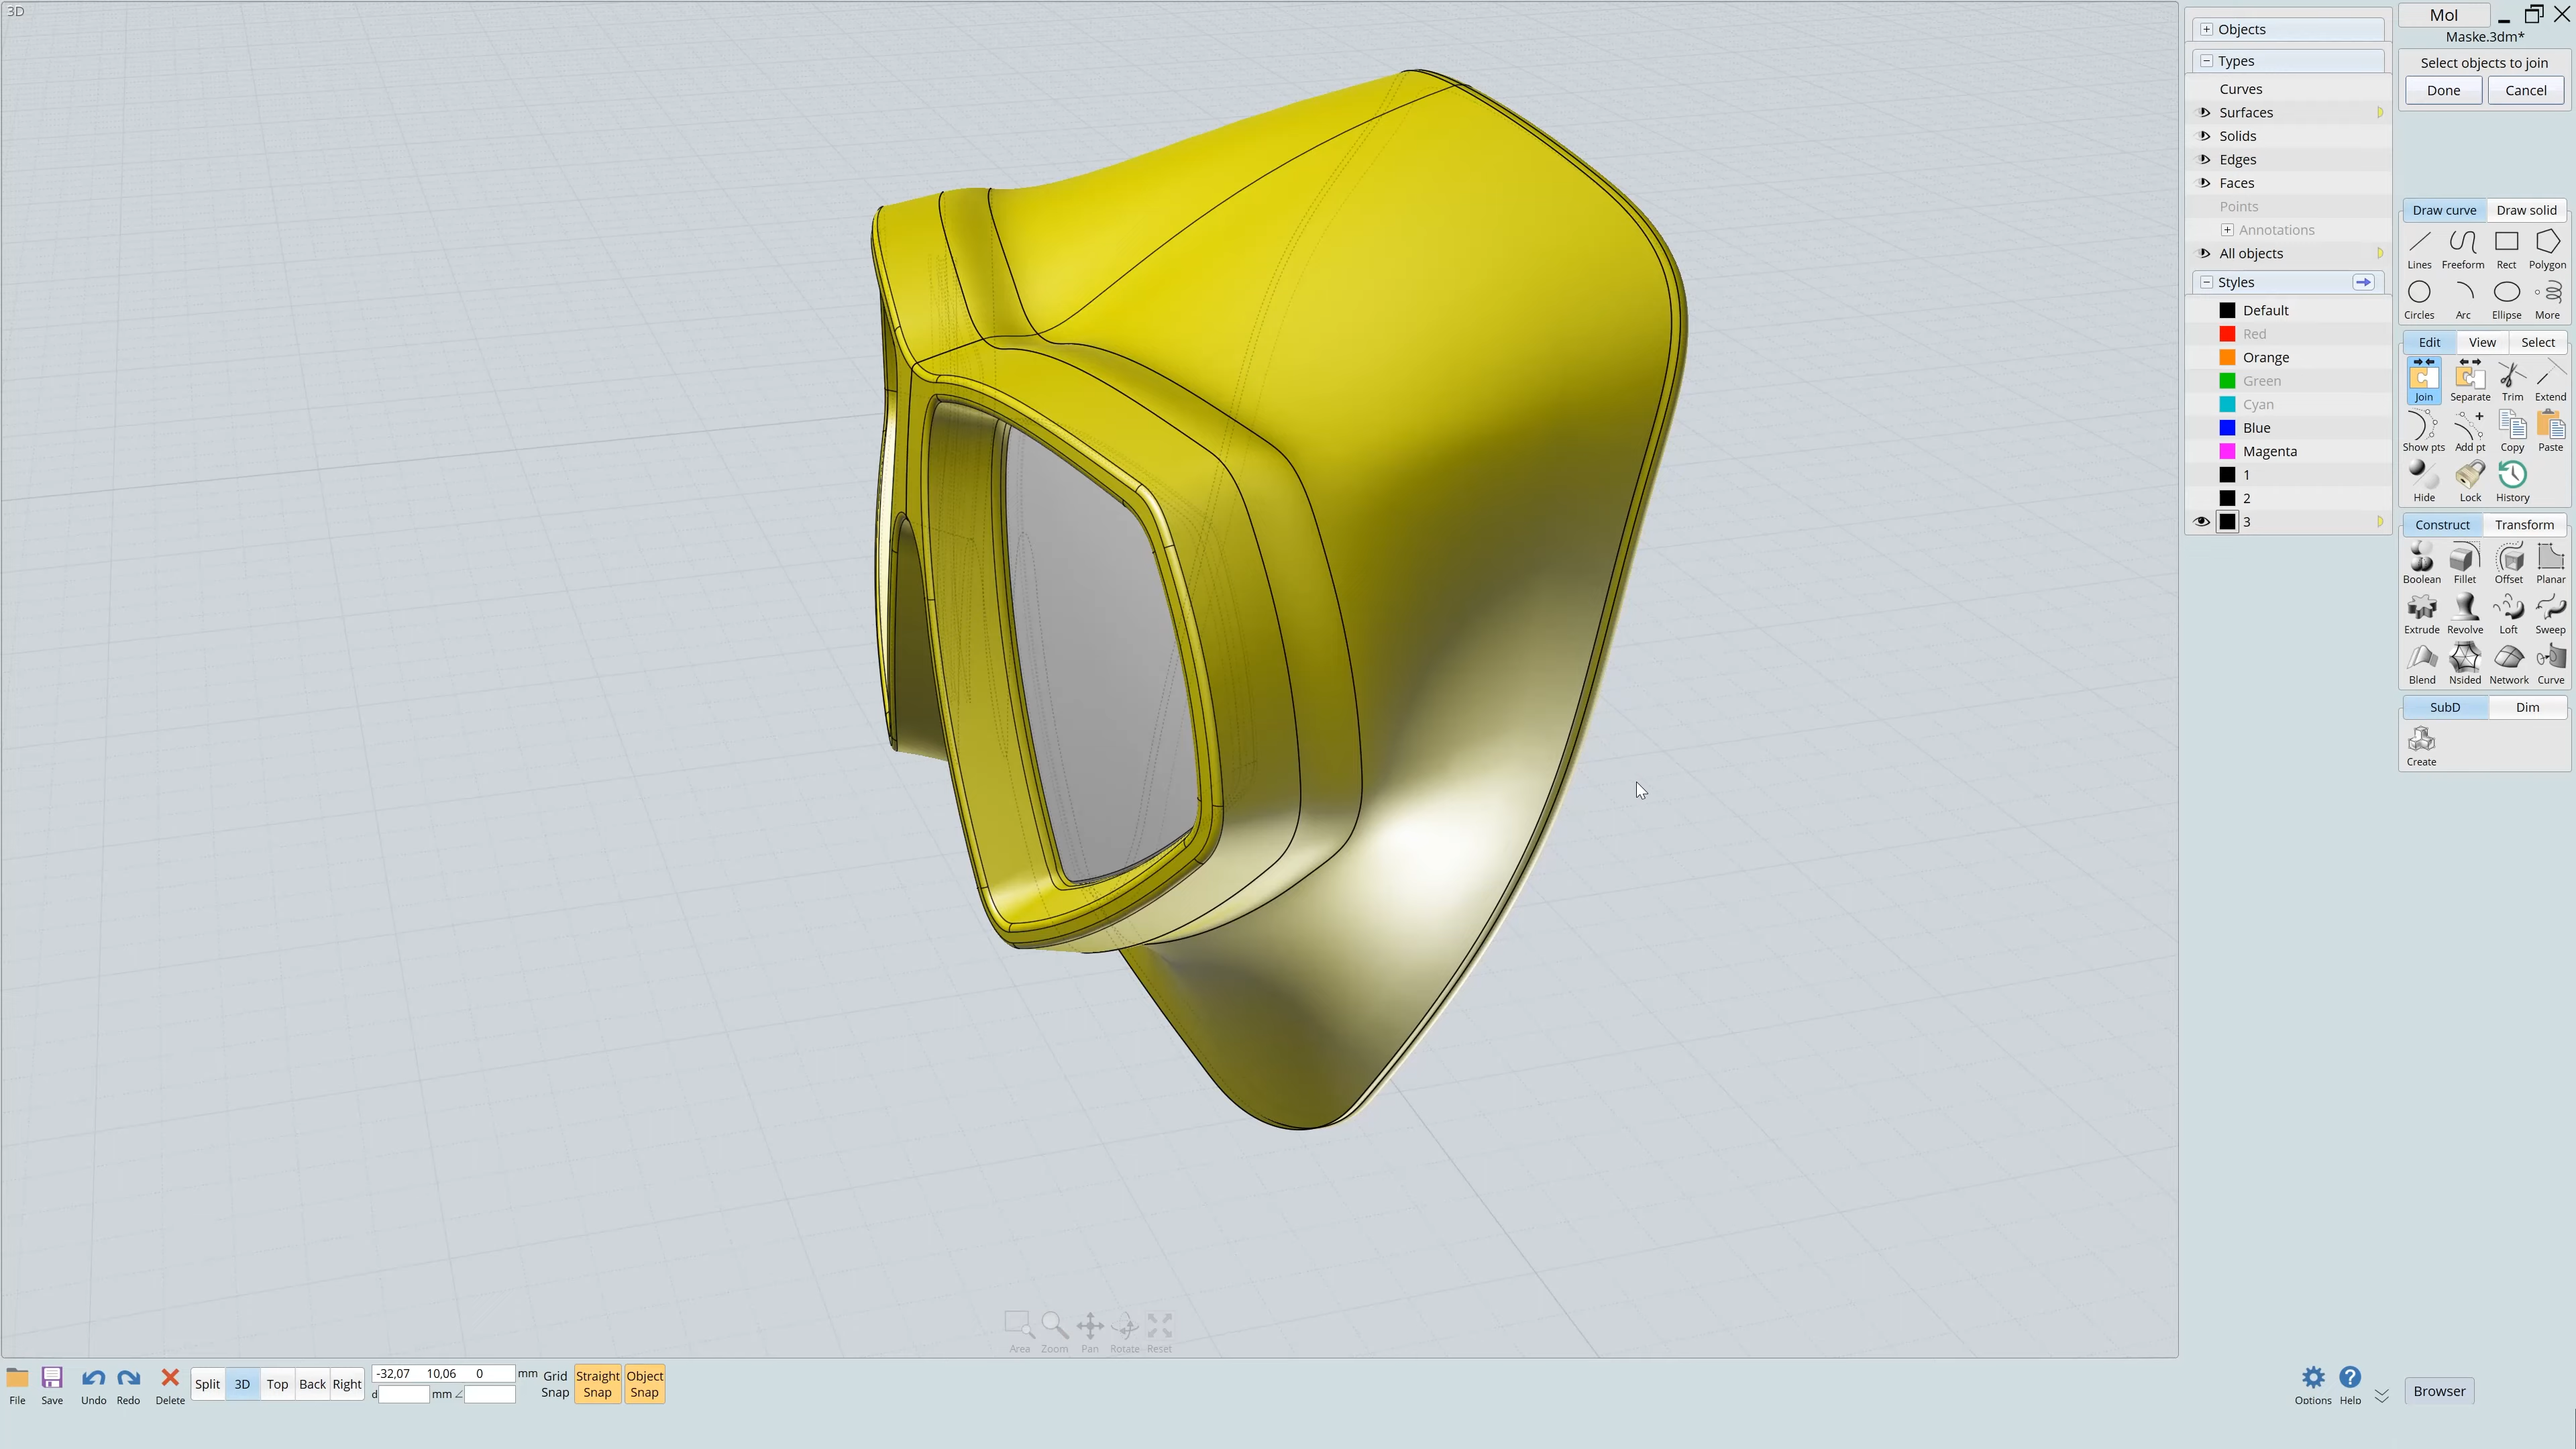 3D
Objects
Types
Curves
Surfaces
Solids
Edges
Faces
Points
Annotations
All objects
Styles
Default
Red
Orange
Green
Cyan
Blue
Magenta
1
2
3
MoI
Maske.3dm*
Select objects to join
Done Cancel
Draw curve Draw solid
Lines Freeform Rect Polygon
Circles Arc Ellipse More
Edit View Select
Join Separate Trim Extend
Show pts Add pt Copy Paste
Hide Lock History
Construct Transform
Boolean Fillet Offset Planar
Extrude Revolve Loft Sweep
Blend Nsided Network Curve
SubD Dim
Create
Area Zoom Pan Rotate Reset
File Save Undo Redo Delete
Split 3D Top Back Right
-32,07 10,06 0 mm
d mm
Grid Snap
Straight Snap
Object Snap
Options Help
Browser